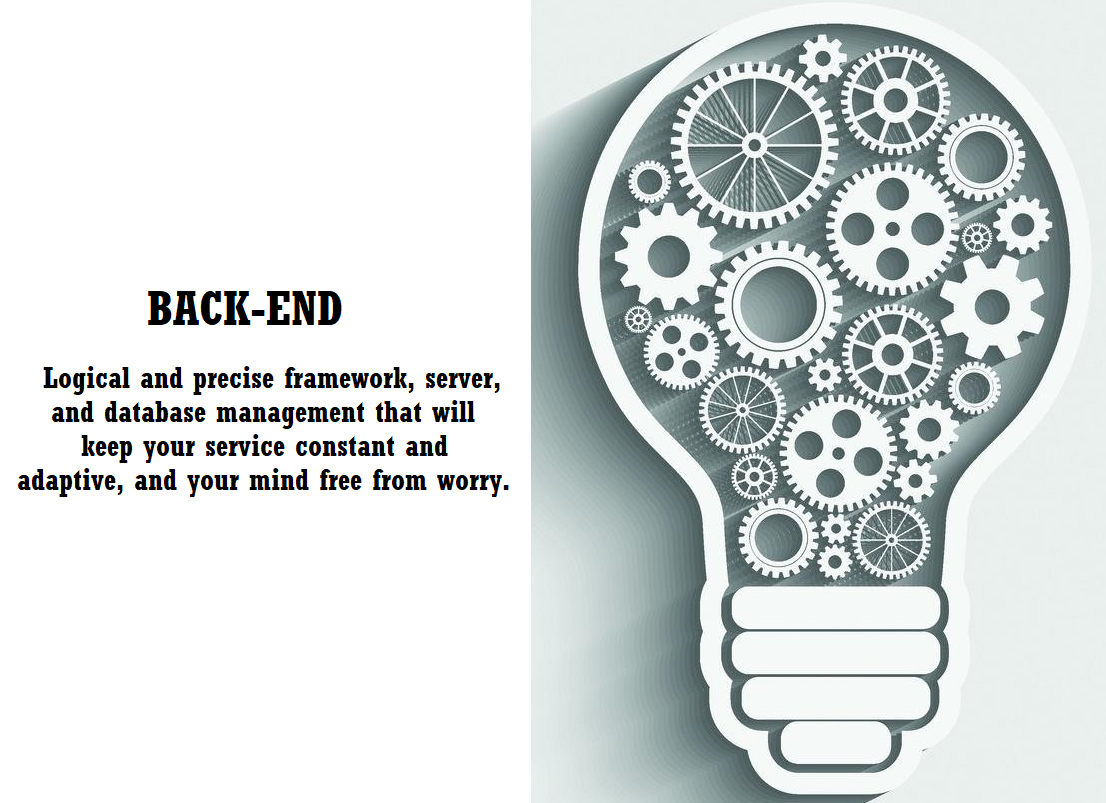 BACK-END
Logical and precise framework, server,
and database management that will
keep your service constant and
adaptive, and your mind free from worry.